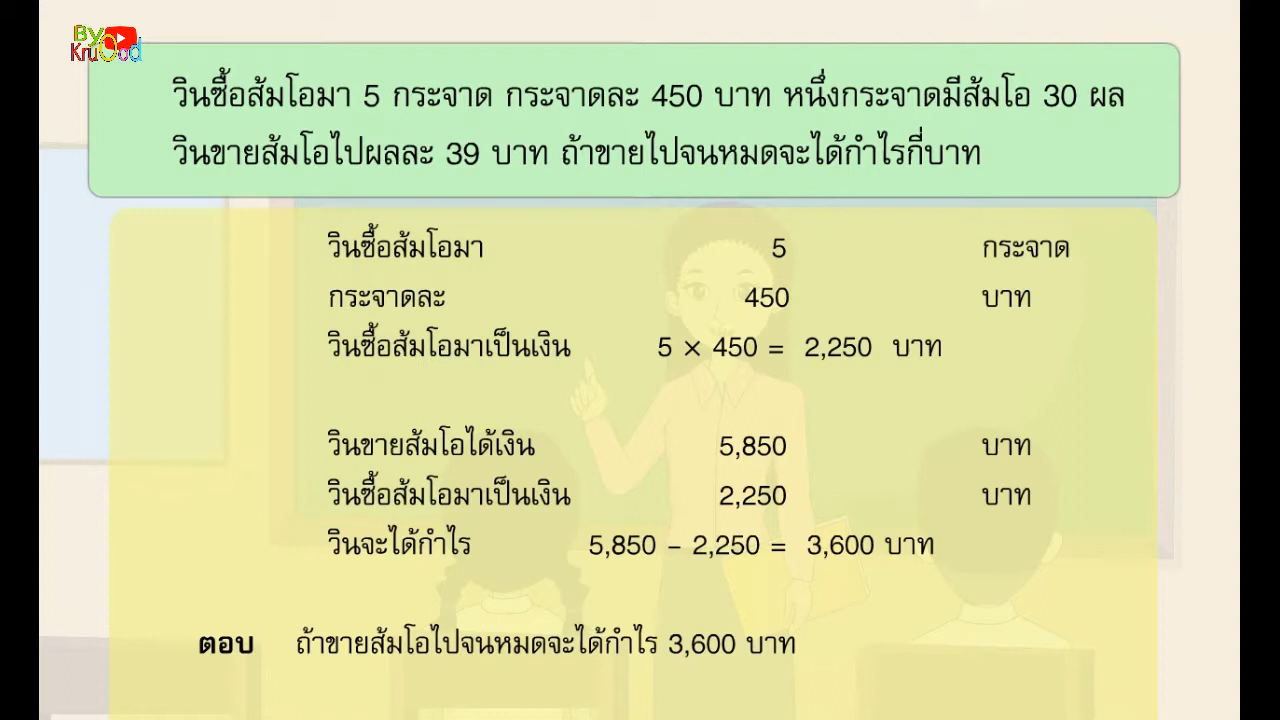 By
KruOod
วินซื้อส้มโอมา 5 กระจาด กระจาดละ 450 บาท หนึ่งกระจาดมีส้มโอ 30 ผล
วินขายส้มโอไปผลละ 39 บาท ถ้าขายไปจนหมดจะได้กำไรกี่บาท
วินซื้อส้มโอมา 5 กระจาด
กระจาดละ 450 บาท
วินซื้อส้มโอมาเป็นเงิน 5 × 450 = 2,250 บาท
วินขายส้มโอได้เงิน 5,850 บาท
วินซื้อส้มโอมาเป็นเงิน 2,250 บาท
วินจะได้กำไร 5,850 – 2,250 = 3,600 บาท
ตอบ ถ้าขายส้มโอไปจนหมดจะได้กำไร 3,600 บาท